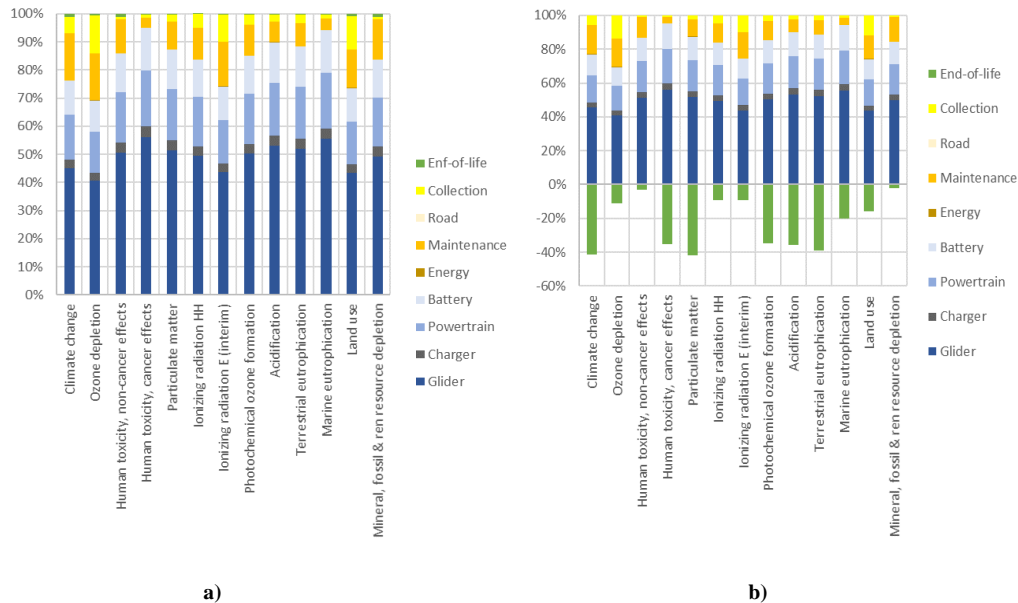 100%
90%
80%
70%
60%
50%
40%
30%
20%
10%
0%
Climate change
Ozone depletion
Human toxicity, non-cancer effects
Human toxicity, cancer effects
Particulate matter
Ionizing radiation HH
Ionizing radiation E (interim)
Photochemical ozone formation
Acidification
Terrestrial eutrophication
Marine eutrophication
Land use
Mineral, fossil & ren resource depletion
Enf-of-life
Collection
Road
Maintenance
Energy
Battery
Powertrain
Charger
Glider
a)
100%
80%
60%
40%
20%
0%
-20%
-40%
-60%
Climate change
Ozone depletion
Human toxicity, non-cancer effects
Human toxicity, cancer effects
Particulate matter
Ionizing radiation HH
Ionizing radiation E (interim)
Photochemical ozone formation
Acidification
Terrestrial eutrophication
Marine eutrophication
Land use
Mineral, fossil & ren resource depletion
End-of-life
Collection
Road
Maintenance
Energy
Battery
Powertrain
Charger
Glider
b)